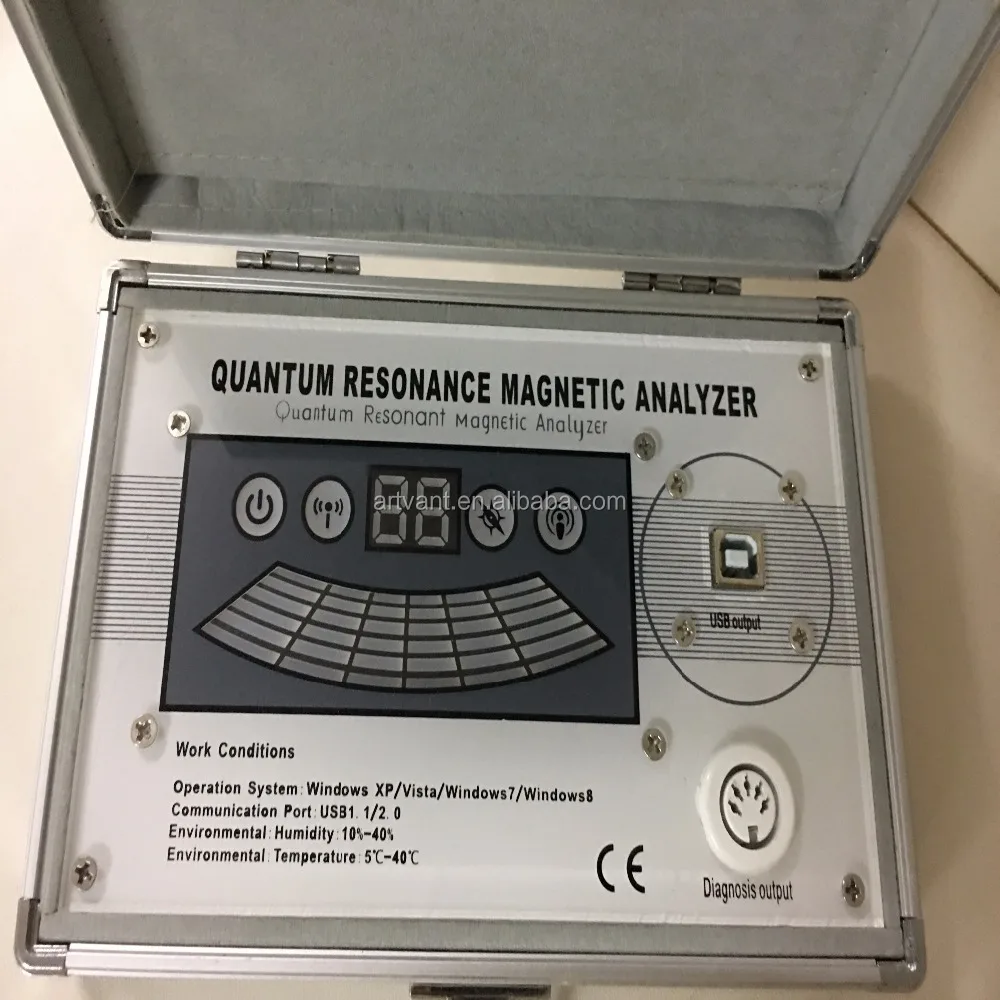 QUANTUM RESONANCE MAGNETIC ANALYZER
Quantum Resonant Magnetic Analyzer
88
artvant.en.alibaba.com
USB output
Work Conditions
Operation System: Windows XP/Vista/Windows7/Windows8
Communication Port: USB1.1/2.0
Environmental: Humidity: 10%-40%
Environmental: Temperature: 5℃-40℃
CE
Diagnosis output